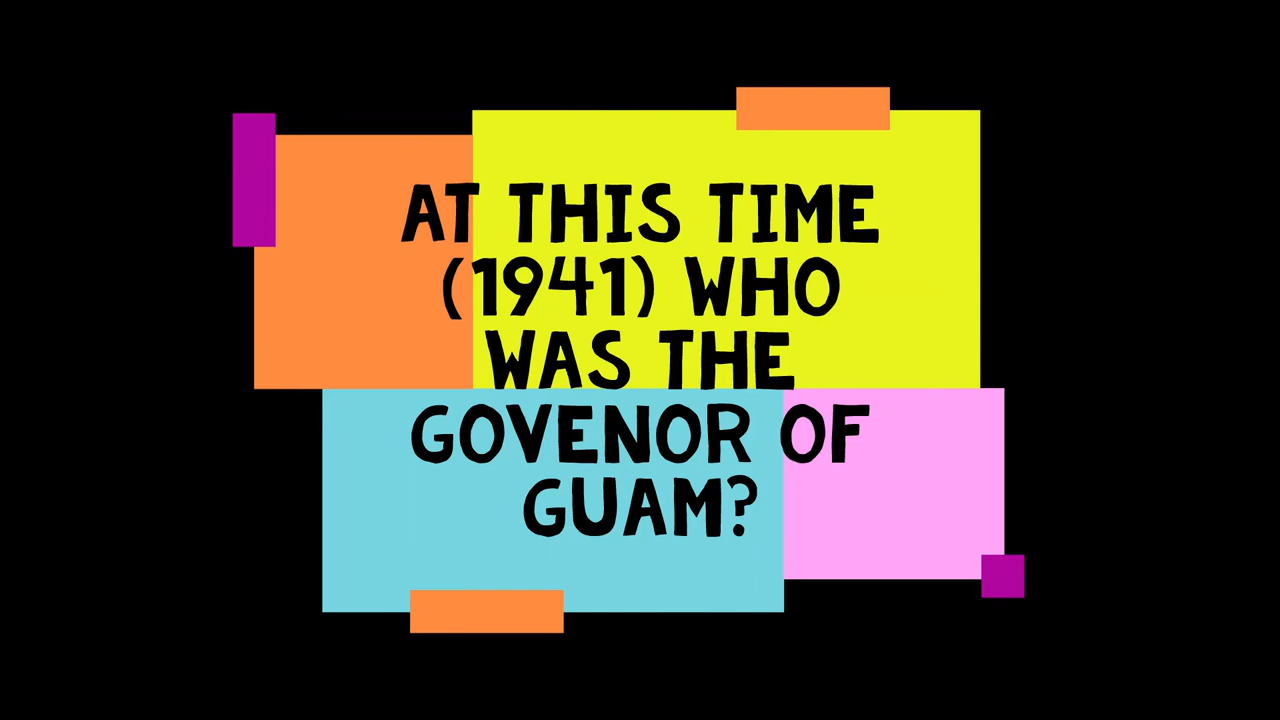 AT THIS TIME
(1941) WHO
WAS THE
GOVENOR OF
GUAM?